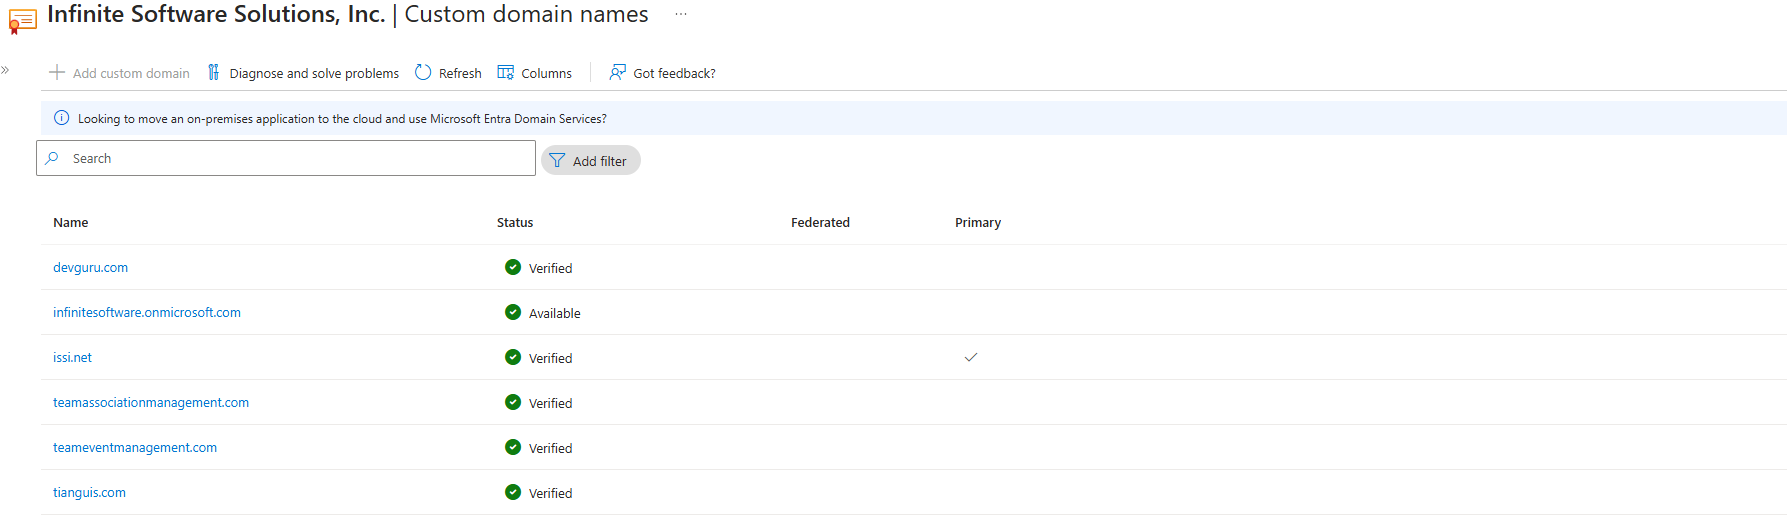 Infinite Software Solutions, Inc. | Custom domain names ...
» Add custom domain Diagnose and solve problems Refresh Columns Got feedback?
Looking to move an on-premises application to the cloud and use Microsoft Entra Domain Services?
Search Add filter
Name Status Federated Primary
devguru.com Verified
infinitesoftware.onmicrosoft.com Available
issi.net Verified ✓
teamassociationmanagement.com Verified
teameventmanagement.com Verified
tianguis.com Verified